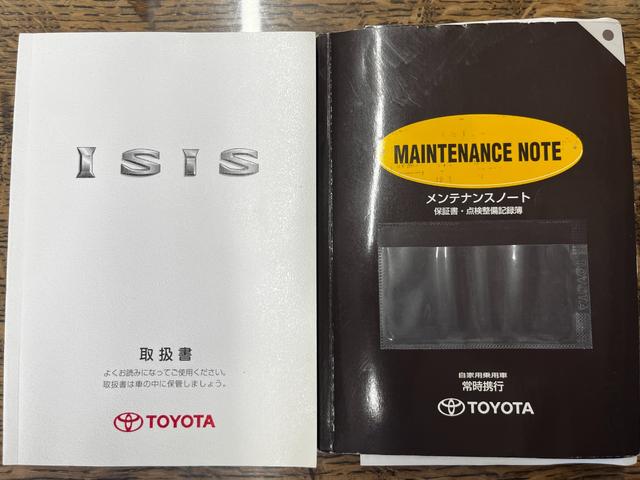 ISIS
取扱書
よくお読みになってご使用ください。
取扱書は車の中に保管しましょう。
TOYOTA
MAINTENANCE NOTE
メンテナンスノート
保証書・点検整備記録簿
TOYOTA
自家用乗用車
常時携行
TOYOTA